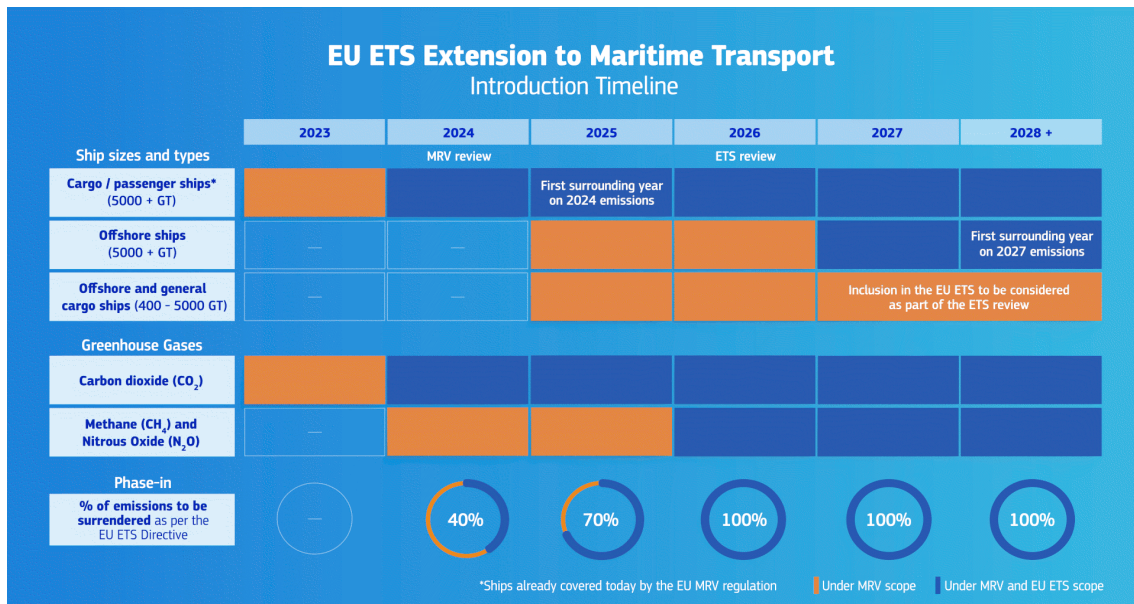 EU ETS Extension to Maritime Transport
Introduction Timeline
2023 2024 2025 2026 2027 2028 +
Ship sizes and types MRV review ETS review
Cargo / passenger ships*
(5000 + GT)
First surrounding year
on 2024 emissions
Offshore ships
(5000 + GT)
— —
First surrounding year
on 2027 emissions
Offshore and general
cargo ships (400 - 5000 GT)
— —
Inclusion in the EU ETS to be considered
as part of the ETS review
Greenhouse Gases
Carbon dioxide (CO₂)
Methane (CH₄) and
Nitrous Oxide (N₂O)
—
Phase-in
% of emissions to be
surrendered as per the
EU ETS Directive
— 40% 70% 100% 100% 100%
*Ships already covered today by the EU MRV regulation Under MRV scope Under MRV and EU ETS scope